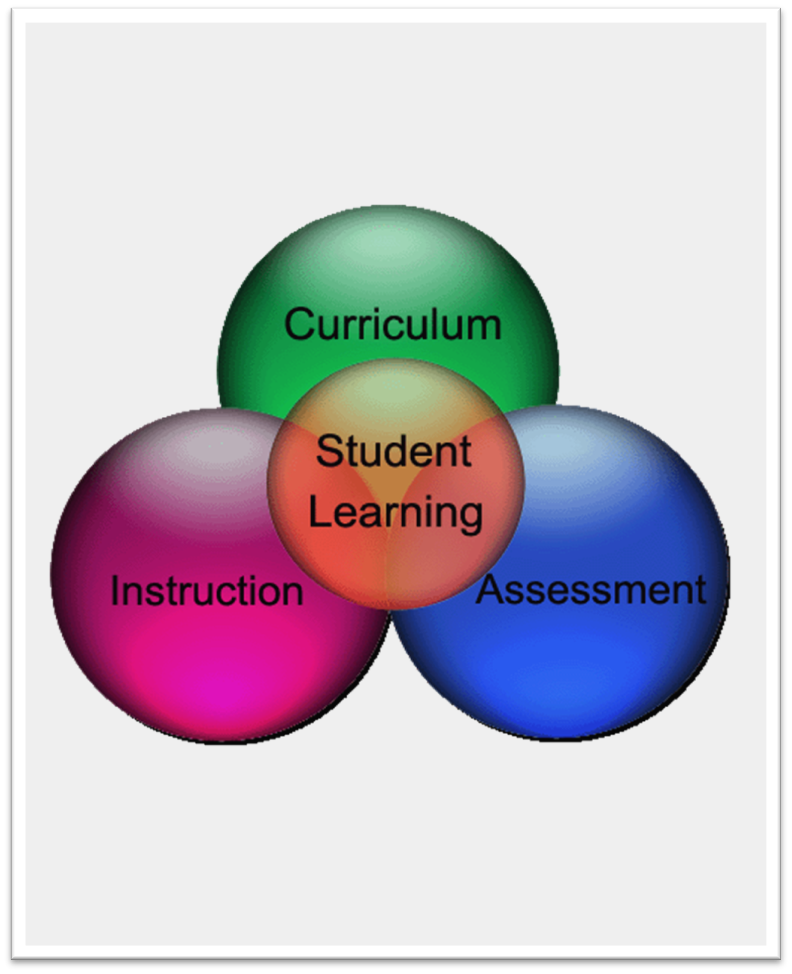 Curriculum
Student
Learning
Instruction
Assessment